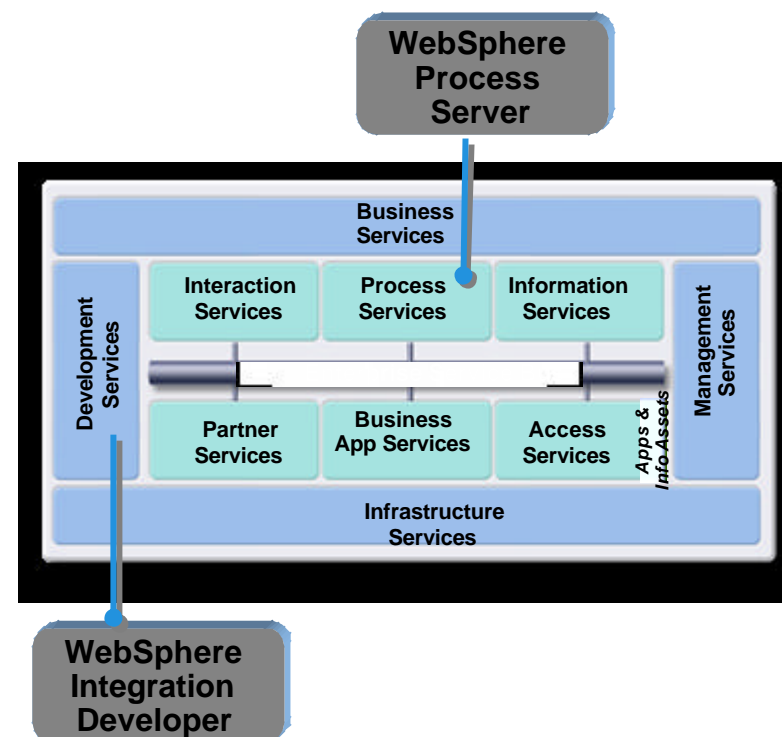 WebSphere
Process
Server
Business
Services
Development
Services
Interaction
Services
Process
Services
Information
Services
Management
Services
Partner
Services
Business
App Services
Access
Services
Apps &
Info Assets
Infrastructure
Services
WebSphere
Integration
Developer